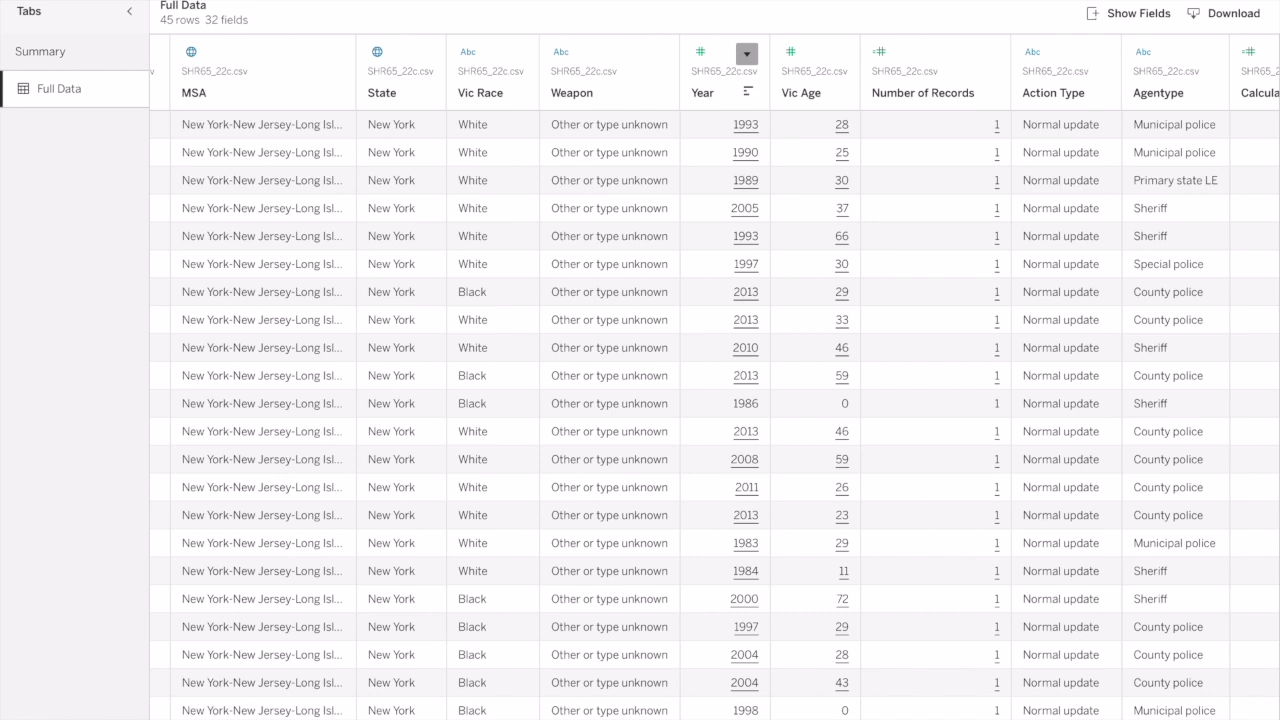 Tabs
Full Data
45 rows 32 fields
Show Fields
Download
Summary
Full Data
Abc Abc Abc Abc
v SHR65_22c.csv SHR65_22c.csv SHR65_22c.csv SHR65_22c.csv SHR65_22c.csv SHR65_22c.csv SHR65_22c.csv SHR65_22c.csv SHR65_22c.csv SHR65_2
MSA State Vic Race Weapon Year Vic Age Number of Records Action Type Agentype Calcula
New York-New Jersey-Long Isl... New York White Other or type unknown 1993 28 1 Normal update Municipal police
New York-New Jersey-Long Isl... New York White Other or type unknown 1990 25 1 Normal update Municipal police
New York-New Jersey-Long Isl... New York White Other or type unknown 1989 30 1 Normal update Primary state LE
New York-New Jersey-Long Isl... New York White Other or type unknown 2005 37 1 Normal update Sheriff
New York-New Jersey-Long Isl... New York White Other or type unknown 1993 66 1 Normal update Sheriff
New York-New Jersey-Long Isl... New York White Other or type unknown 1997 30 1 Normal update Special police
New York-New Jersey-Long Isl... New York Black Other or type unknown 2013 29 1 Normal update County police
New York-New Jersey-Long Isl... New York White Other or type unknown 2013 33 1 Normal update County police
New York-New Jersey-Long Isl... New York White Other or type unknown 2010 46 1 Normal update Sheriff
New York-New Jersey-Long Isl... New York Black Other or type unknown 2013 59 1 Normal update County police
New York-New Jersey-Long Isl... New York Black Other or type unknown 1986 0 1 Normal update Sheriff
New York-New Jersey-Long Isl... New York White Other or type unknown 2013 46 1 Normal update County police
New York-New Jersey-Long Isl... New York White Other or type unknown 2008 59 1 Normal update County police
New York-New Jersey-Long Isl... New York White Other or type unknown 2011 26 1 Normal update County police
New York-New Jersey-Long Isl... New York White Other or type unknown 2013 23 1 Normal update County police
New York-New Jersey-Long Isl... New York White Other or type unknown 1983 29 1 Normal update Municipal police
New York-New Jersey-Long Isl... New York White Other or type unknown 1984 11 1 Normal update Sheriff
New York-New Jersey-Long Isl... New York Black Other or type unknown 2000 72 1 Normal update Sheriff
New York-New Jersey-Long Isl... New York Black Other or type unknown 1997 29 1 Normal update County police
New York-New Jersey-Long Isl... New York Black Other or type unknown 2004 28 1 Normal update County police
New York-New Jersey-Long Isl... New York Black Other or type unknown 2004 43 1 Normal update County police
New York-New Jersey-Long Isl... New York Black Other or type unknown 1998 0 1 Normal update Municipal police